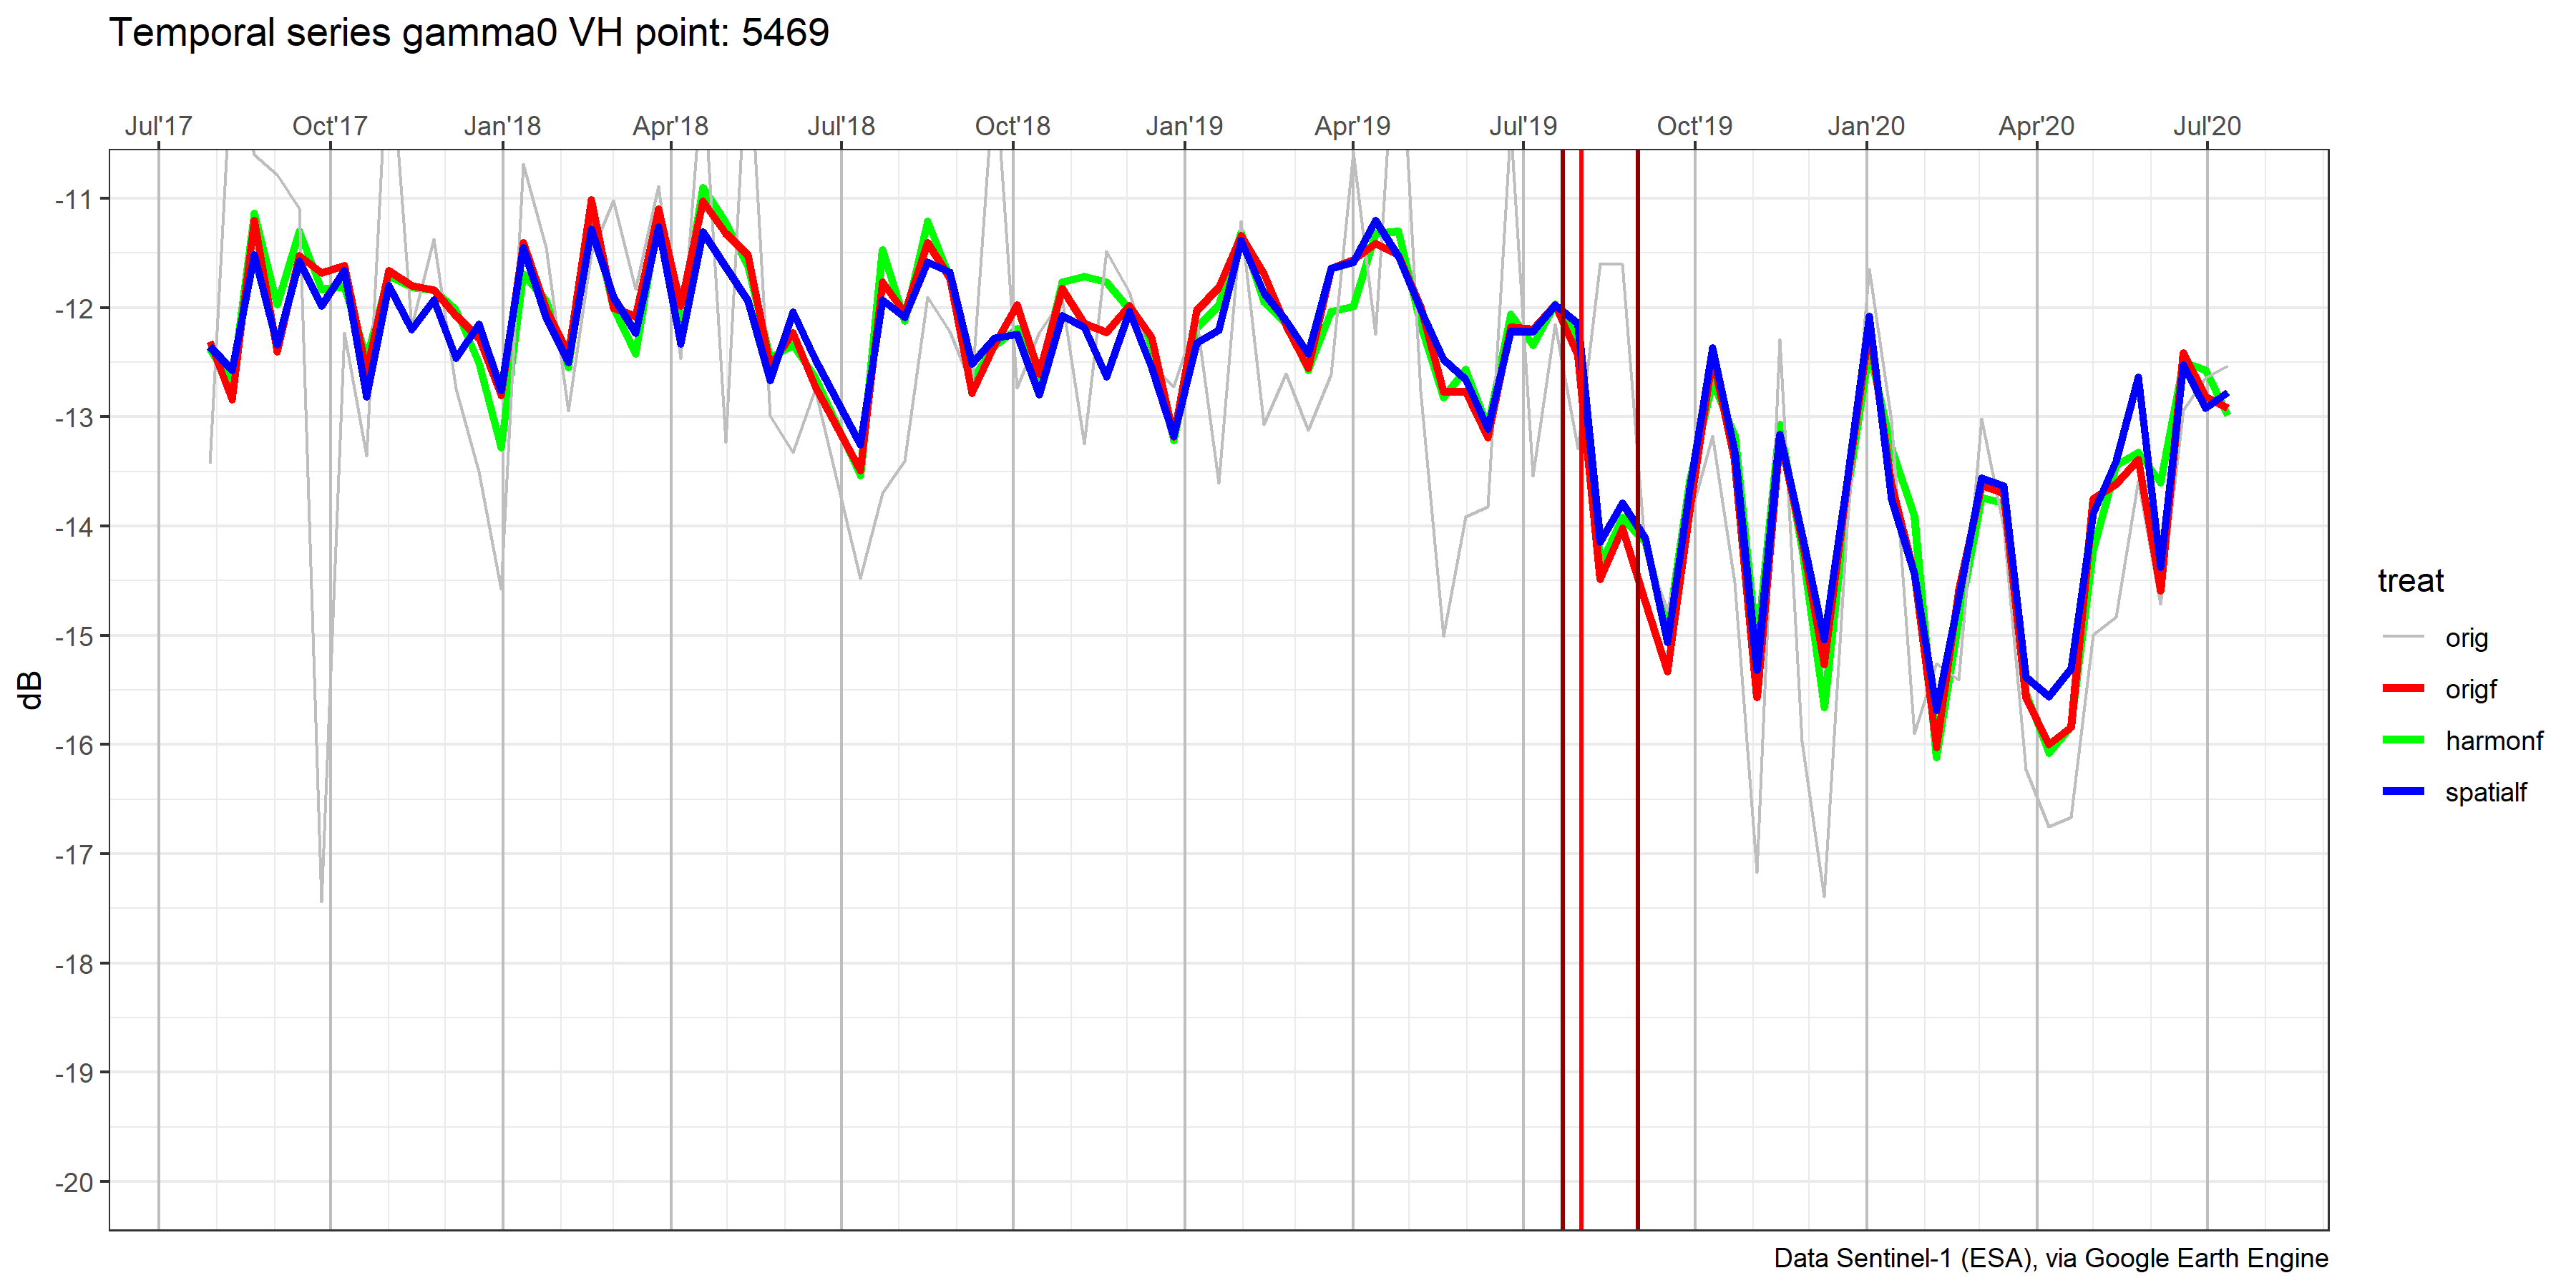 Temporal series gamma0 VH point: 5469
Jul'17 Oct'17 Jan'18 Apr'18 Jul'18 Oct'18 Jan'19 Apr'19 Jul'19 Oct'19 Jan'20 Apr'20 Jul'20
-11
-12
-13
-14
-15
-16
-17
-18
-19
-20
dB
treat
orig
origf
harmonf
spatialf
Data Sentinel-1 (ESA), via Google Earth Engine